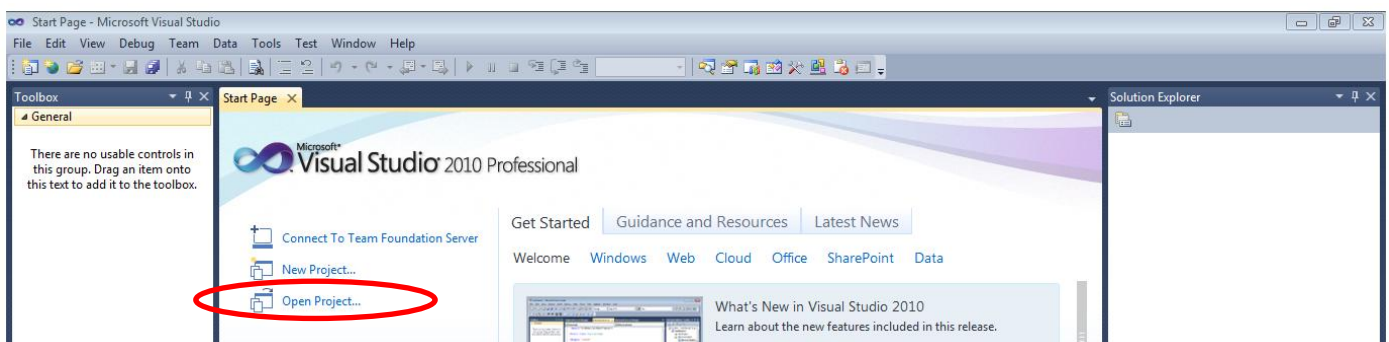 Start Page - Microsoft Visual Studio
File Edit View Debug Team Data Tools Test Window Help
Toolbox
Start Page
Solution Explorer
General
There are no usable controls in
this group. Drag an item onto
this text to add it to the toolbox.
Microsoft®
Visual Studio® 2010 Professional
Connect To Team Foundation Server
New Project...
Open Project...
Get Started Guidance and Resources Latest News
Welcome Windows Web Cloud Office SharePoint Data
What's New in Visual Studio 2010
Learn about the new features included in this release.